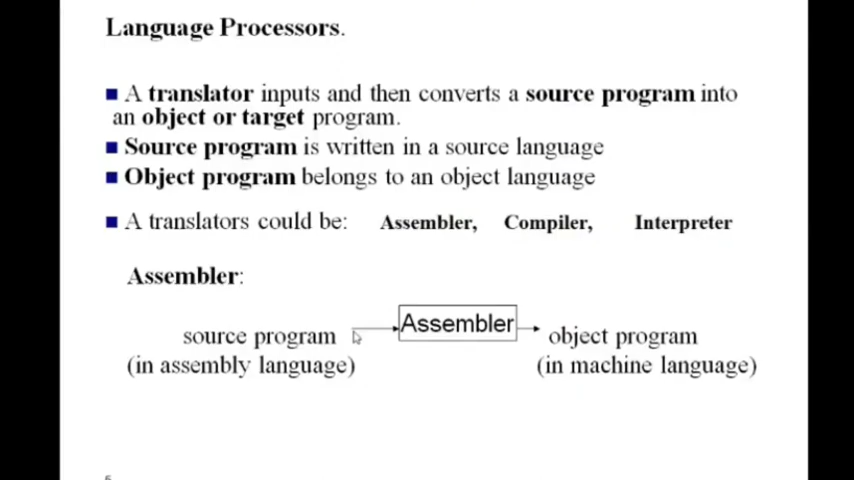 Language Processors.
■ A translator inputs and then converts a source program into
an object or target program.
■ Source program is written in a source language
■ Object program belongs to an object language
■ A translators could be: Assembler, Compiler, Interpreter
Assembler:
source program Assembler object program
(in assembly language) (in machine language)